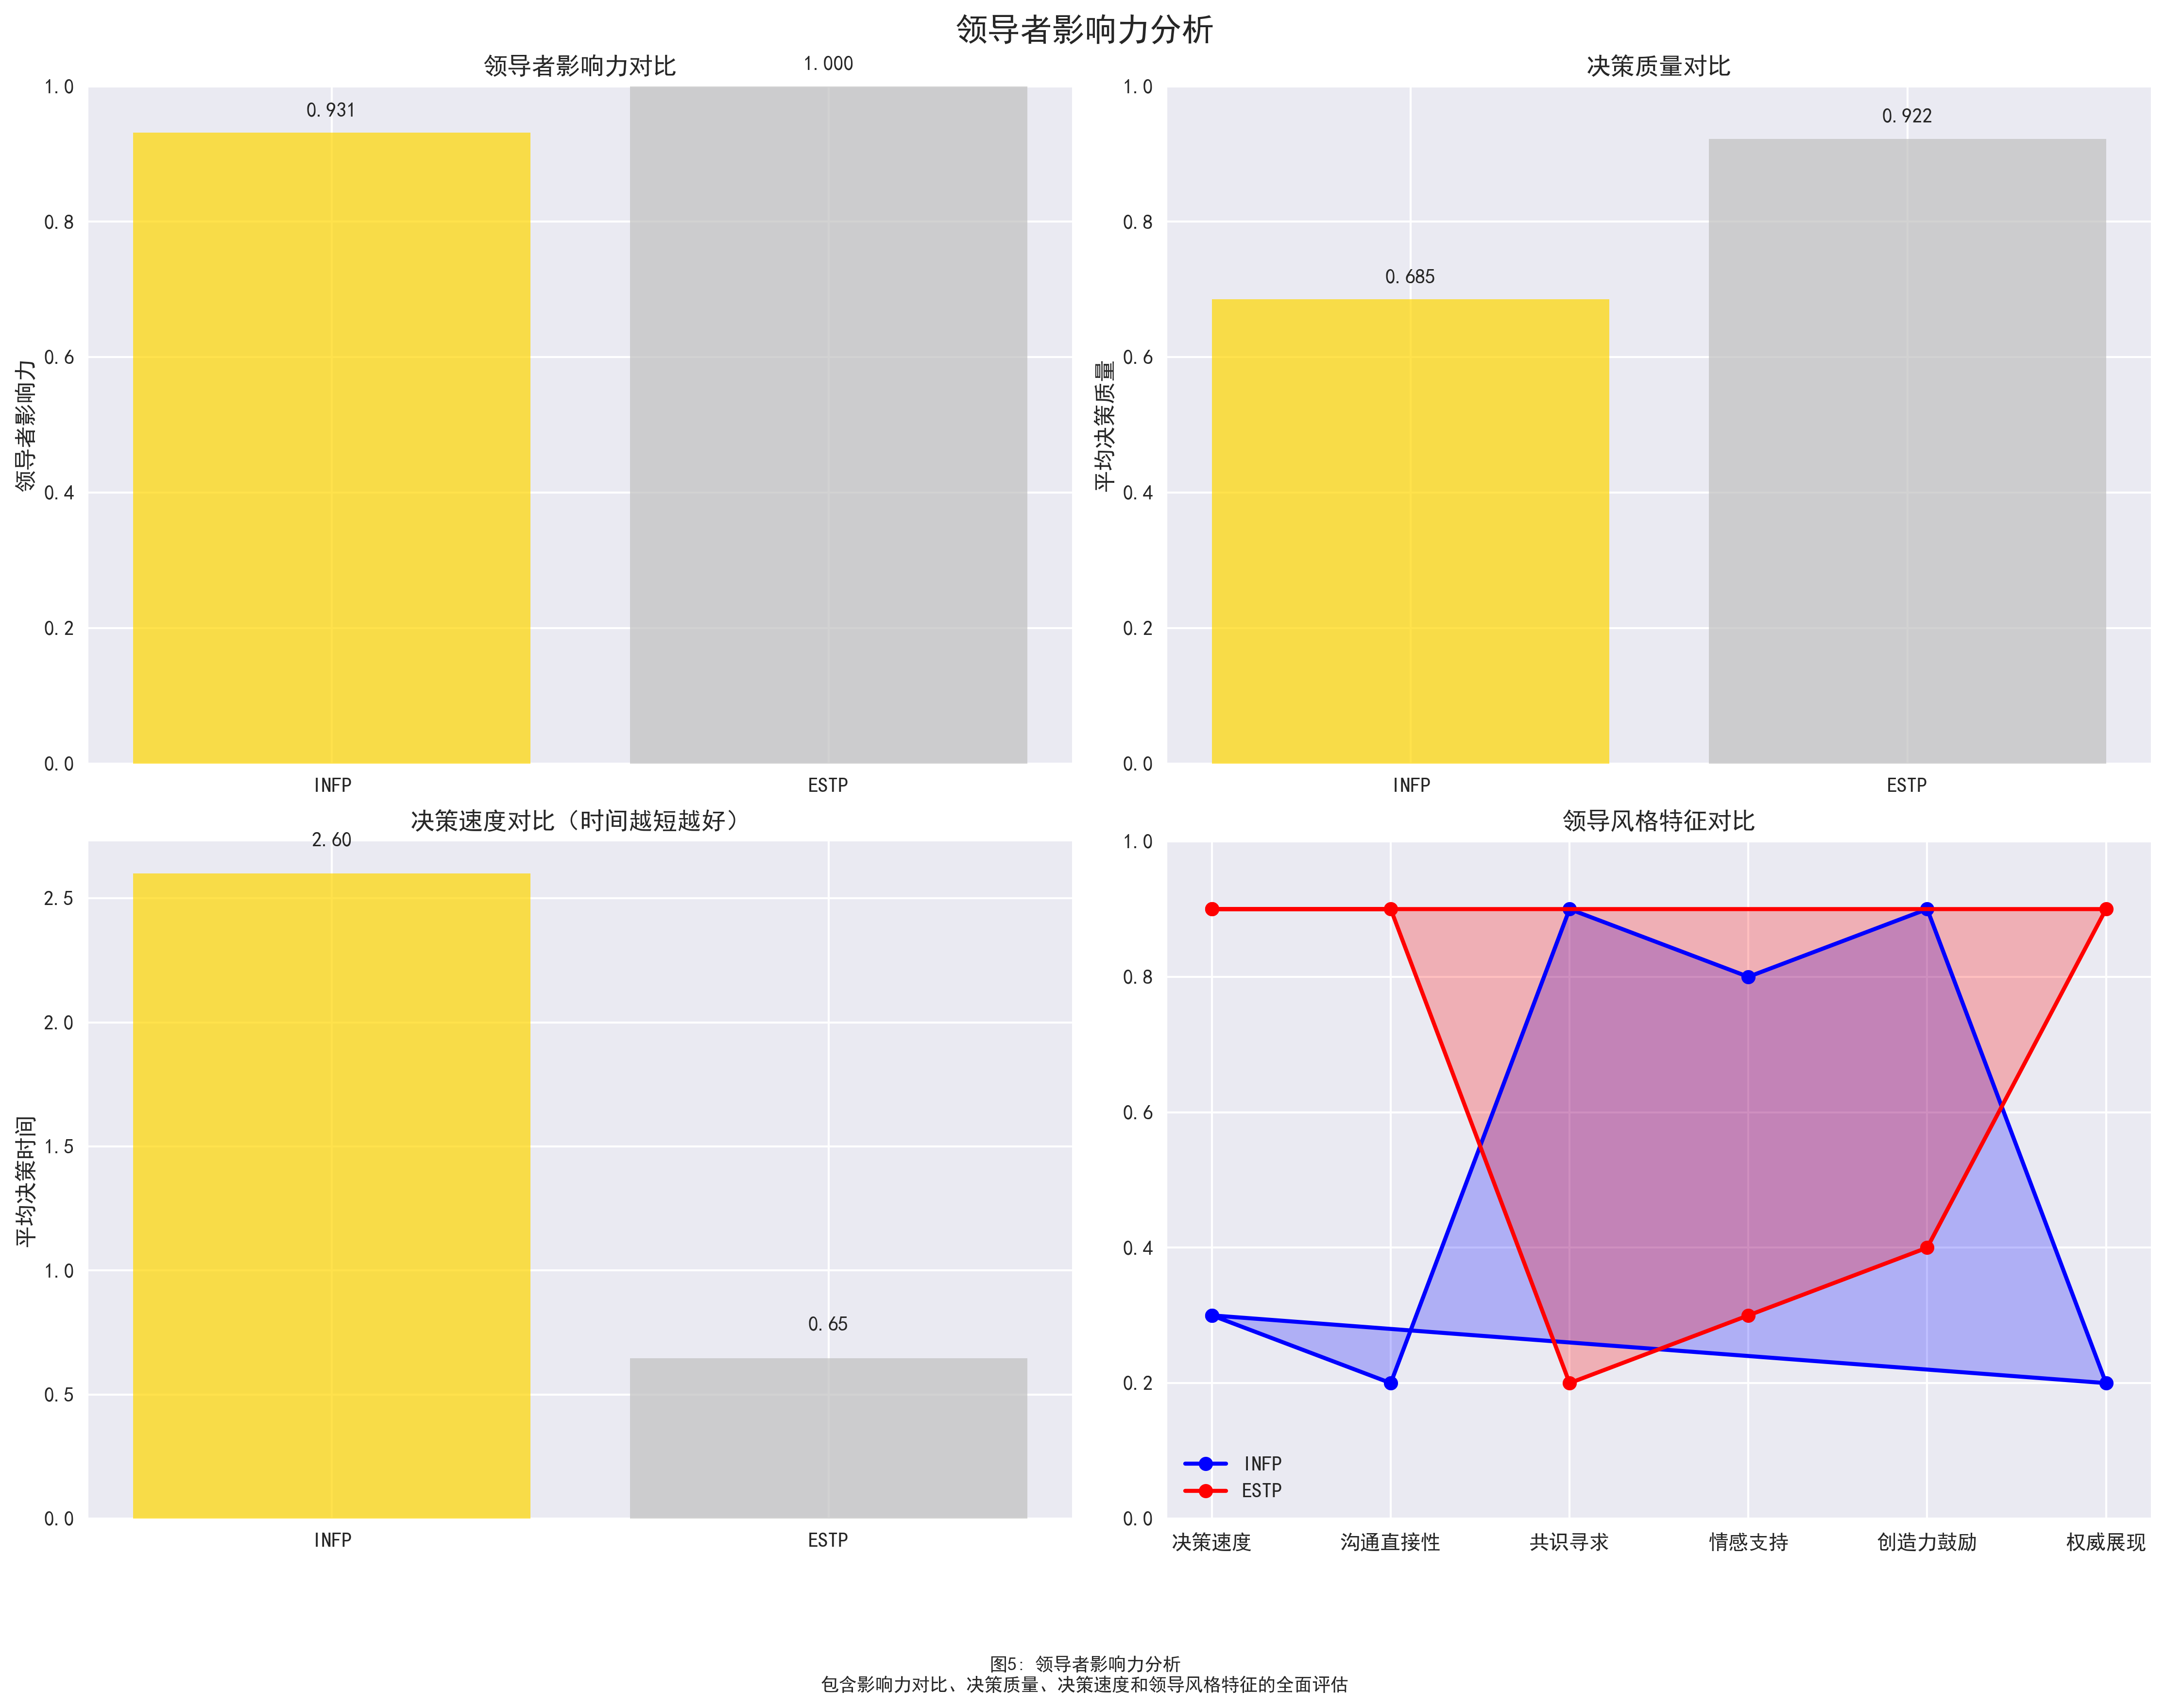 领导者影响力分析
领导者影响力对比
1.000
1.0
0.931
0.8
0.6
0.4
0.2
0.0
领导者影响力
INFP
ESTP
决策质量对比
1.0
0.922
0.8
0.685
0.6
0.4
0.2
0.0
平均决策质量
INFP
ESTP
决策速度对比（时间越短越好）
2.60
2.5
2.0
1.5
1.0
0.65
0.5
0.0
平均决策时间
INFP
ESTP
领导风格特征对比
1.0
0.8
0.6
0.4
0.2
0.0
INFP
ESTP
决策速度
沟通直接性
共识寻求
情感支持
创造力鼓励
权威展现
图5: 领导者影响力分析
包含影响力对比、决策质量、决策速度和领导风格特征的全面评估